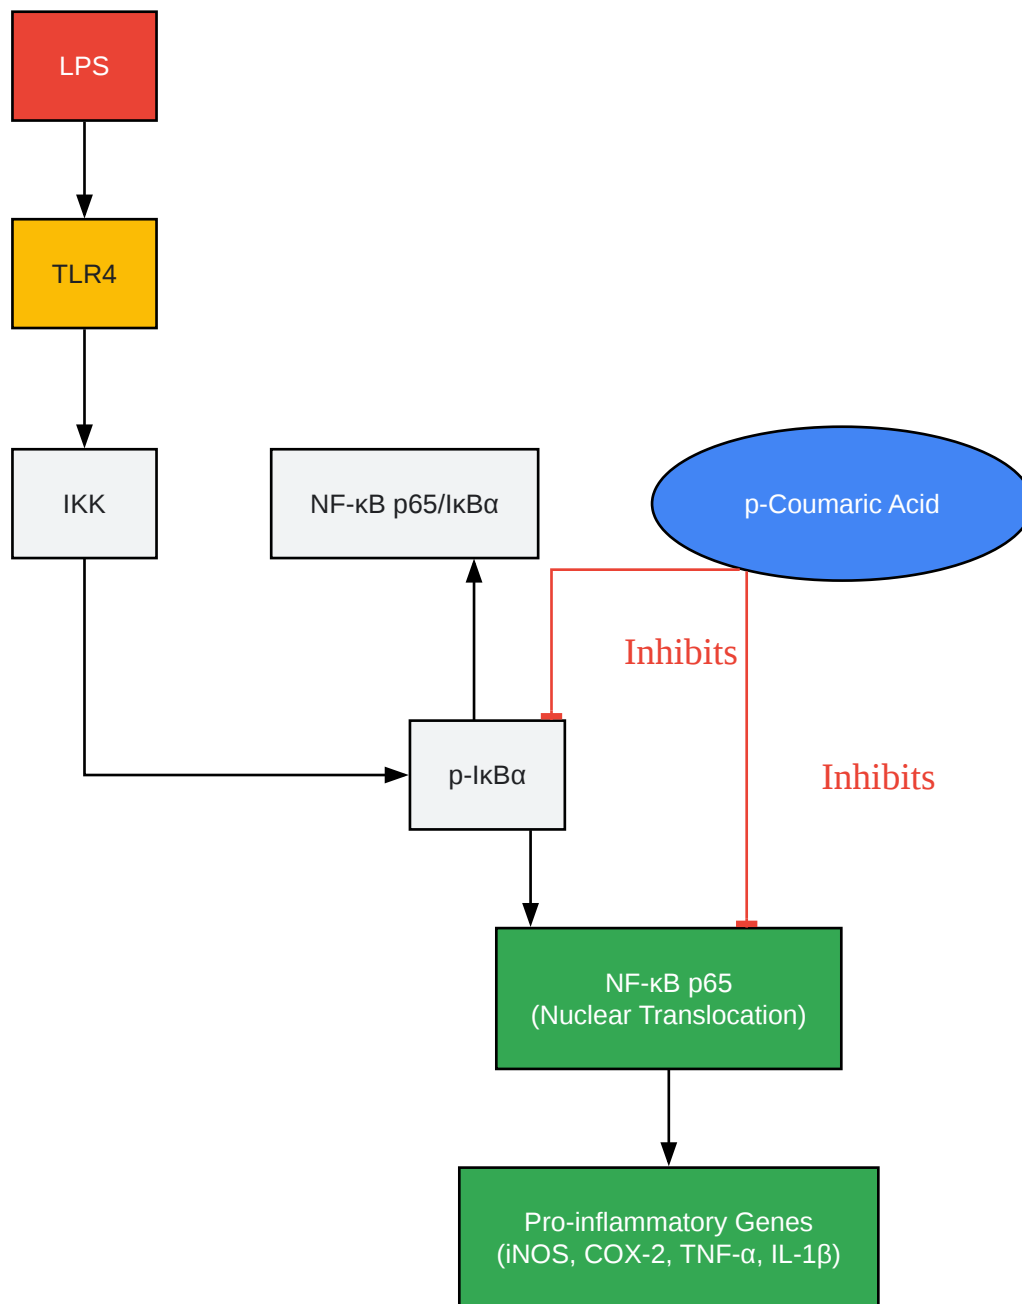 LPS
TLR4
IKK
NF-κB p65/IκBα
p-Coumaric Acid
Inhibits
p-IκBα
Inhibits
NF-κB p65
(Nuclear Translocation)
Pro-inflammatory Genes
(iNOS, COX-2, TNF-α, IL-1β)